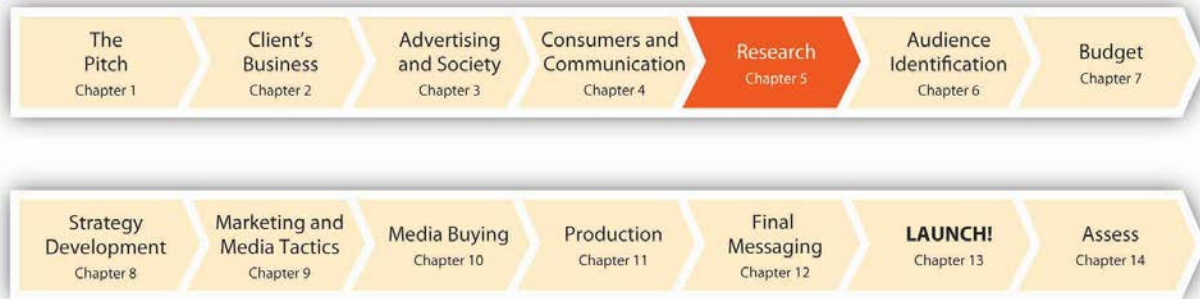 The
Pitch
Chapter 1
Client's
Business
Chapter 2
Advertising
and Society
Chapter 3
Consumers and
Communication
Chapter 4
Research
Chapter 5
Audience
Identification
Chapter 6
Budget
Chapter 7
Strategy
Development
Chapter 8
Marketing and
Media Tactics
Chapter 9
Media Buying
Chapter 10
Production
Chapter 11
Final
Messaging
Chapter 12
LAUNCH!
Chapter 13
Assess
Chapter 14